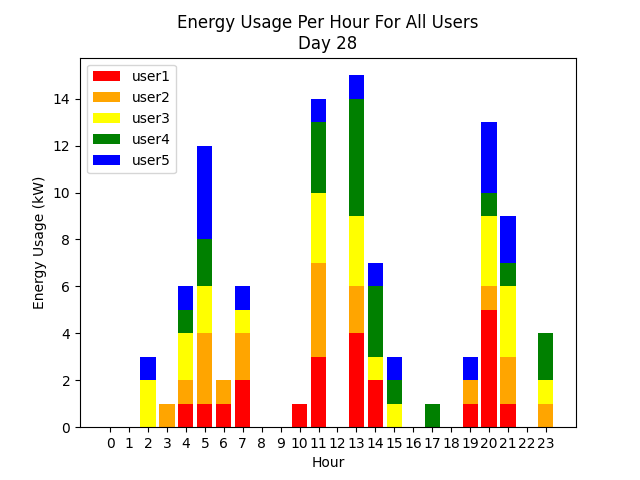 Energy Usage Per Hour For All Users
Day 28
user1
user2
user3
user4
user5
Energy Usage (kW)
14
12
10
8
6
4
2
0
0 1 2 3 4 5 6 7 8 9 10 11 12 13 14 15 16 17 18 19 20 21 22 23
Hour